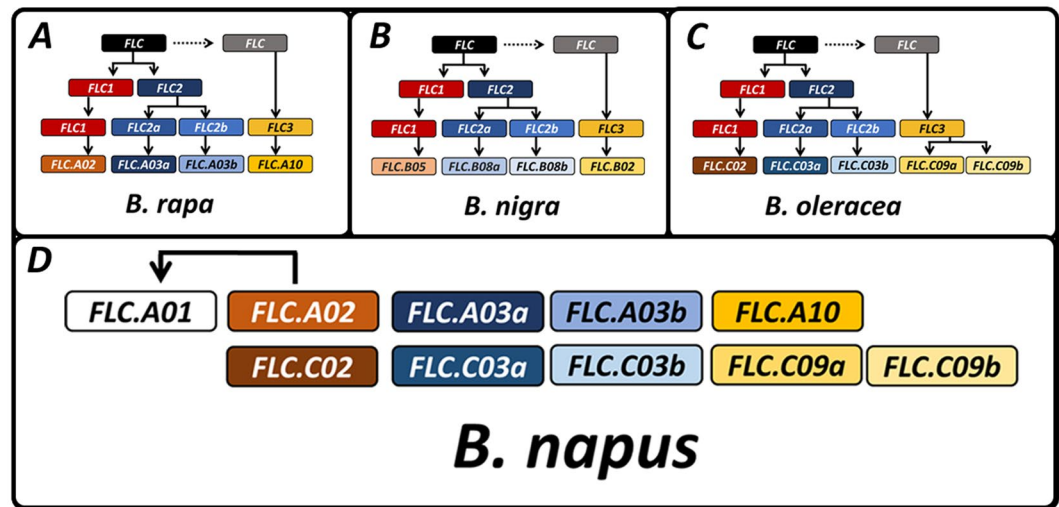 A
FLC FLC
FLC1 FLC2
FLC1 FLC2a FLC2b FLC3
FLC.A02 FLC.A03a FLC.A03b FLC.A10
B. rapa
B
FLC FLC
FLC1 FLC2
FLC1 FLC2a FLC2b FLC3
FLC.B05 FLC.B08a FLC.B08b FLC.B02
B. nigra
C
FLC FLC
FLC1 FLC2
FLC1 FLC2a FLC2b FLC3
FLC.C02 FLC.C03a FLC.C03b FLC.C09a FLC.C09b
B. oleracea
D
FLC.A01 FLC.A02 FLC.A03a FLC.A03b FLC.A10
FLC.C02 FLC.C03a FLC.C03b FLC.C09a FLC.C09b
B. napus